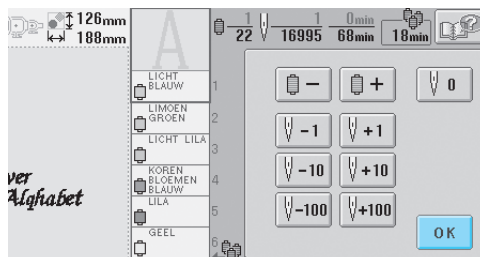 126mm
188mm
A
1
22
1
16995
0min
68min
18min
?
LICHT
BLAUW
1
LIMOEN
GROEN
2
LICHT LILA
3
KOREN
BLOEMEN
BLAUW
4
LILA
5
GEEL
6
ver
Alqhabet
−
+
0
-1
+1
-10
+10
-100
+100
OK